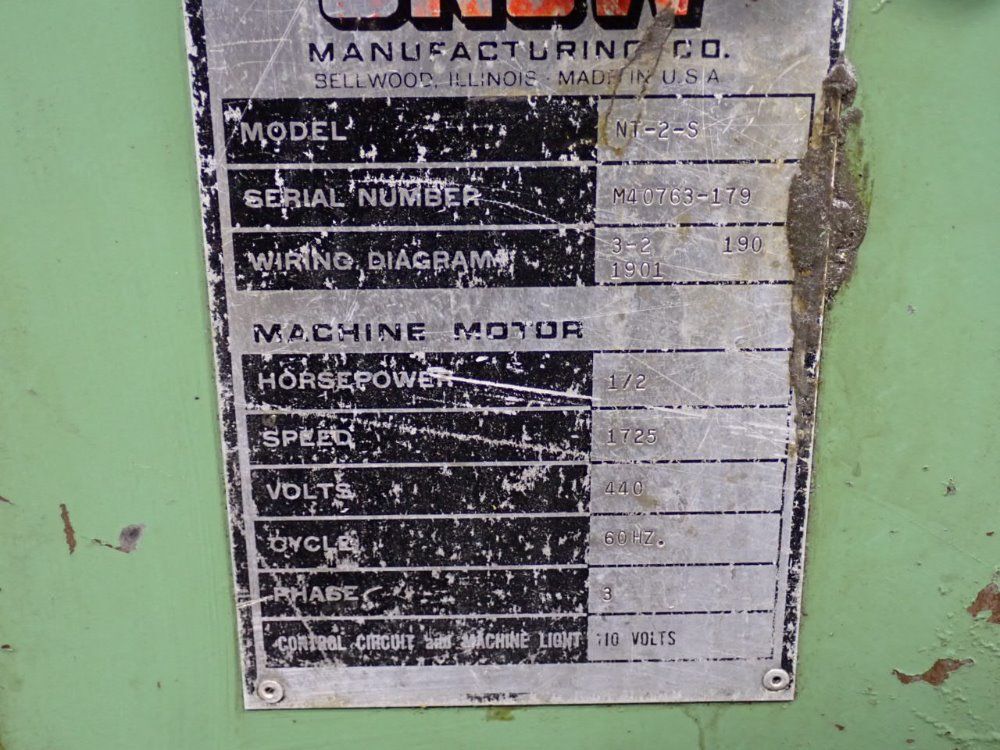 SNOW
MANUFACTURING CO.
BELLWOOD, ILLINOIS · MADE IN U.S.A
MODEL NT-2-S
SERIAL NUMBER M40763-179
WIRING DIAGRAM 3-2 190
1901
MACHINE MOTOR
HORSEPOWER 1/2
SPEED 1725
VOLTS 440
CYCLE 60HZ.
PHASE 3
CONTROL CIRCUIT and MACHINE LIGHT 110 VOLTS